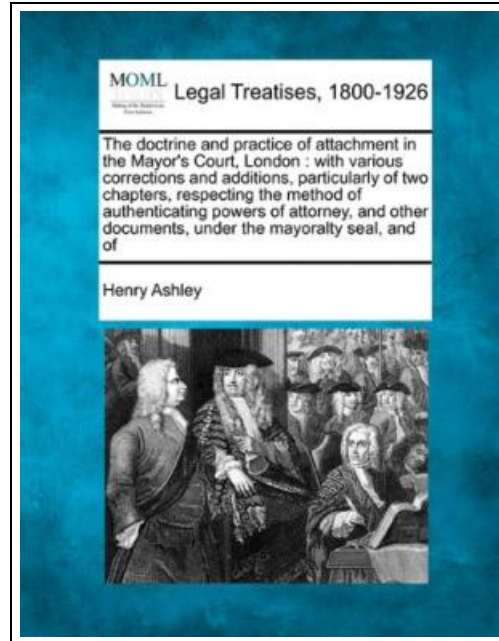 MOML
Legal Treatises, 1800-1926
The doctrine and practice of attachment in
the Mayor's Court, London : with various
corrections and additions, particularly of two
chapters, respecting the method of
authenticating powers of attorney, and other
documents, under the mayoralty seal, and
of
Henry Ashley